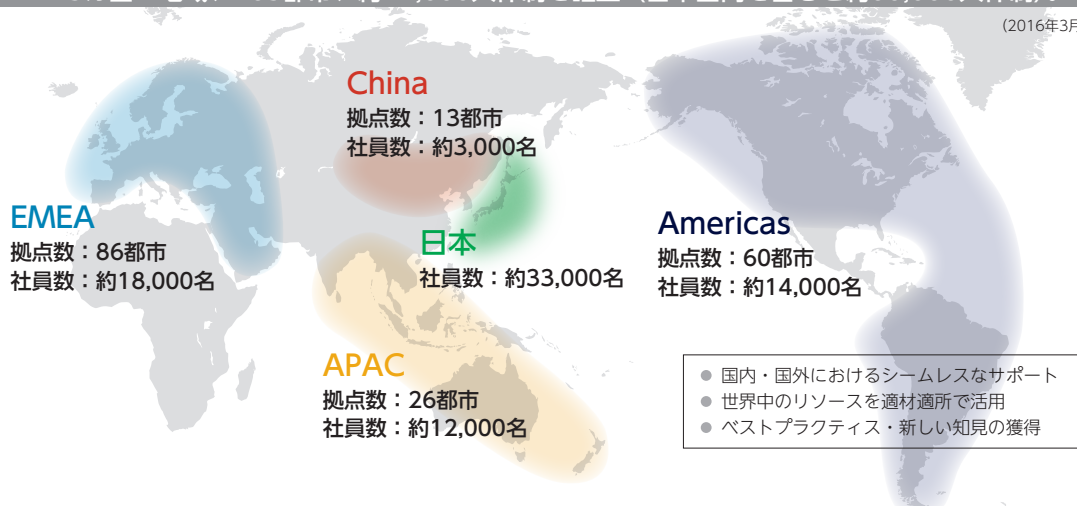 (2016年3月
China
拠点数：13都市
社員数：約3,000名
EMEA
拠点数：86都市
社員数：約18,000名
日本
社員数：約33,000名
Americas
拠点数：60都市
社員数：約14,000名
APAC
拠点数：26都市
社員数：約12,000名
● 国内・国外におけるシームレスなサポート
● 世界中のリソースを適材適所で活用
● ベストプラクティス・新しい知見の獲得